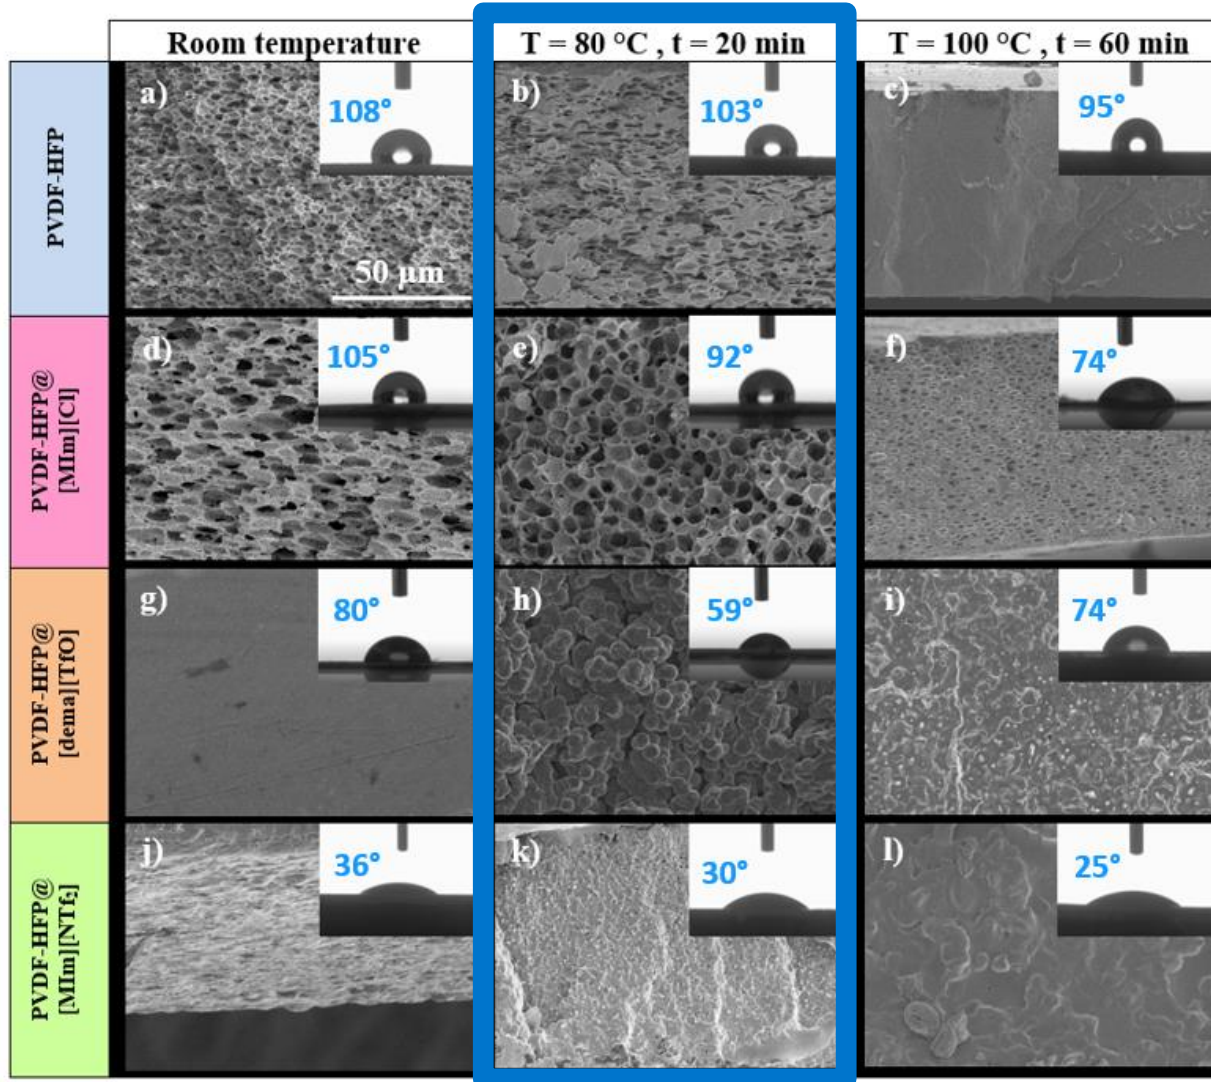 Room temperature
T = 80 °C , t = 20 min
T = 100 °C , t = 60 min
PVDF-HFP
a)
108°
50 µm
b)
103°
c)
95°
PVDF-HFP@
[MIm][Cl]
d)
105°
e)
92°
f)
74°
PVDF-HFP@
[dema][TfO]
g)
80°
h)
59°
i)
74°
PVDF-HFP@
[MIm][NTf₂]
j)
36°
k)
30°
l)
25°